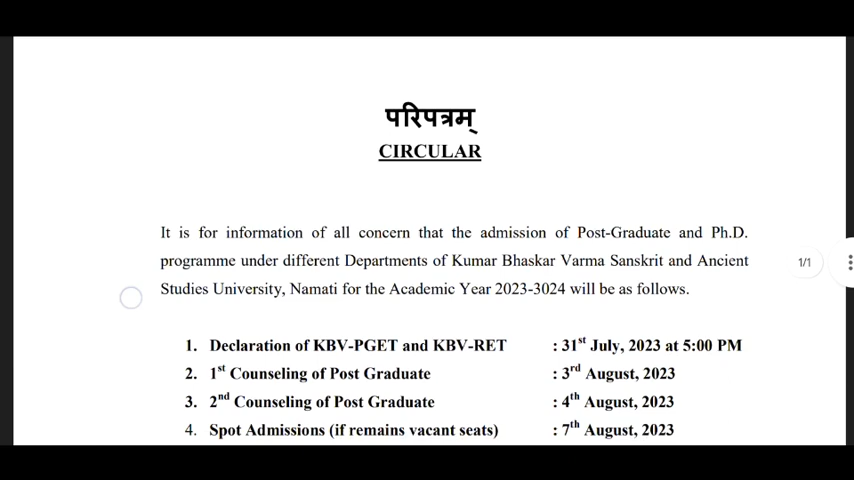 परिपत्रम्
CIRCULAR
It is for information of all concern that the admission of Post-Graduate and Ph.D.
programme under different Departments of Kumar Bhaskar Varma Sanskrit and Ancient
Studies University, Namati for the Academic Year 2023-3024 will be as follows.
1/1
1. Declaration of KBV-PGET and KBV-RET : 31st July, 2023 at 5:00 PM
2. 1st Counseling of Post Graduate : 3rd August, 2023
3. 2nd Counseling of Post Graduate : 4th August, 2023
4. Spot Admissions (if remains vacant seats) : 7th August, 2023